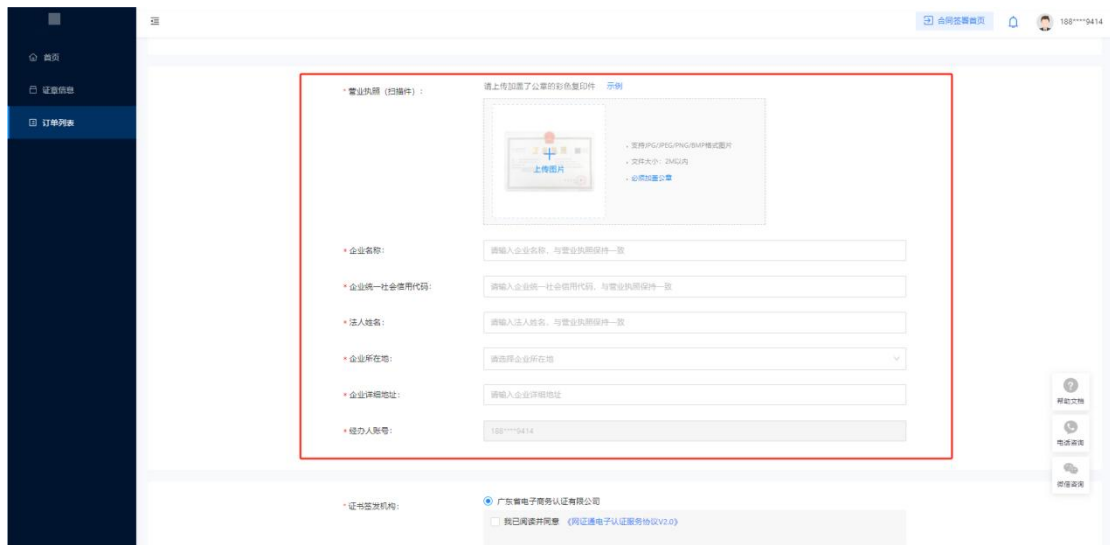 合同签署首页
188****9414
首页
证章信息
订单列表
* 营业执照（扫描件）:
请上传加盖了公章的彩色复印件 示例
上传图片
支持JPG/JPEG/PNG/BMP格式图片
文件大小：2M以内
必须加盖公章
* 企业名称:
请输入企业名称，与营业执照保持一致
* 企业统一社会信用代码:
请输入企业统一社会信用代码，与营业执照保持一致
* 法人姓名:
请输入法人姓名，与营业执照保持一致
* 企业所在地:
请选择企业所在地
* 企业详细地址:
请输入企业详细地址
* 经办人账号:
188****9414
帮助文档
电话咨询
微信咨询
* 证书签发机构:
广东省电子商务认证有限公司
我已阅读并同意 《网证通电子认证服务协议V2.0》